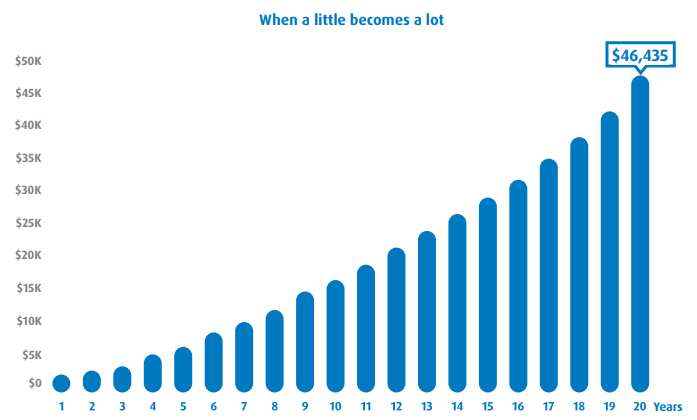 When a little becomes a lot
$46,435
$50K
$45K
$40K
$35K
$30K
$25K
$20K
$15K
$10K
$5K
$0
1 2 3 4 5 6 7 8 9 10 11 12 13 14 15 16 17 18 19 20 Years